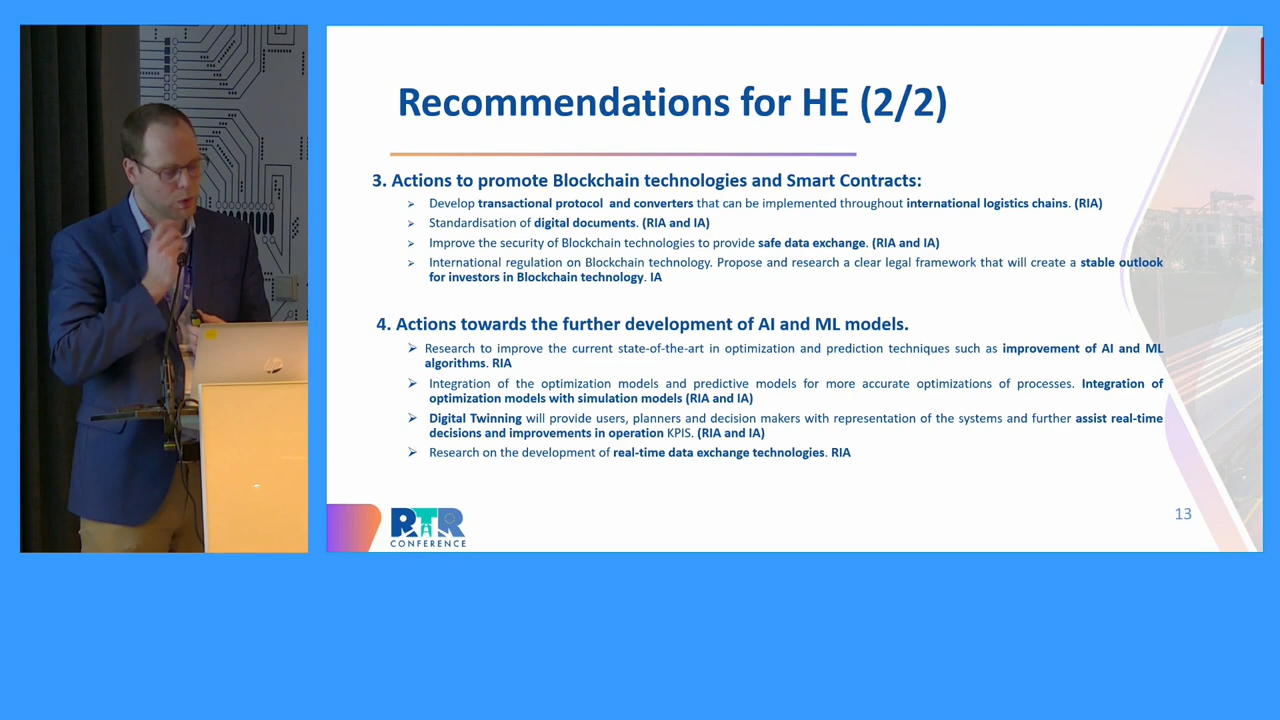 Recommendations for HE (2/2)
3. Actions to promote Blockchain technologies and Smart Contracts:
➢ Develop transactional protocol and converters that can be implemented throughout international logistics chains. (RIA)
➢ Standardisation of digital documents. (RIA and IA)
➢ Improve the security of Blockchain technologies to provide safe data exchange. (RIA and IA)
➢ International regulation on Blockchain technology. Propose and research a clear legal framework that will create a stable outlook
for investors in Blockchain technology. IA
4. Actions towards the further development of AI and ML models.
➢ Research to improve the current state-of-the-art in optimization and prediction techniques such as improvement of AI and ML
algorithms. RIA
➢ Integration of the optimization models and predictive models for more accurate optimizations of processes. Integration of
optimization models with simulation models (RIA and IA)
➢ Digital Twinning will provide users, planners and decision makers with representation of the systems and further assist real-time
decisions and improvements in operation KPIS. (RIA and IA)
➢ Research on the development of real-time data exchange technologies. RIA
RTR
CONFERENCE
13